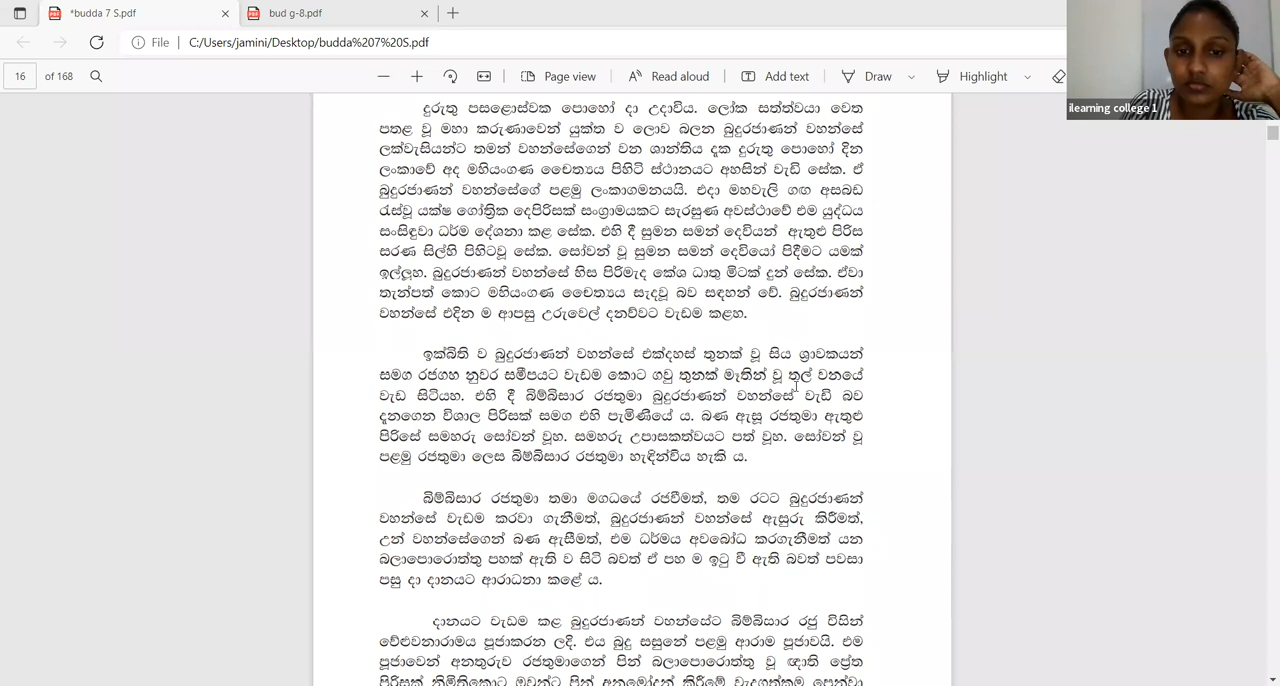 *budda 7 S.pdf
bud g-8.pdf
File
C:/Users/jamini/Desktop/budda%207%20S.pdf
16 of 168
Page view
Read aloud
Add text
Draw
Highlight
ilearning college 1
දුරුතු පසළොස්වක පොහෝ දා උදාවිය. ලෝක සත්ත්වයා වෙත
පතළ වූ මහා කරුණාවෙන් යුක්ත ව ලොව බලන බුදුරජාණන් වහන්සේ
ලක්වැසියන්ට තමන් වහන්සේගෙන් වන ශාන්තිය දැක දුරුතු පොහෝ දින
ලංකාවේ අද මහියංගණ චෛත්‍යය පිහිටි ස්ථානයට අහසින් වැඩි සේක. ඒ
බුදුරජාණන් වහන්සේගේ පළමු ලංකාගමනයයි. එදා මහවැලි ගඟ අසබඩ
රැස්වූ යක්ෂ ගෝත්‍රික දෙපිරිසක් සංග්‍රාමයකට සැරසුණ අවස්ථාවේ එම යුද්ධය
සංසිඳුවා ධර්ම දේශනා කළ සේක. එහි දී සුමන සමන් දෙවියන් ඇතුළු පිරිස
සරණ සිල්හි පිහිටවූ සේක. සෝවන් වූ සුමන සමන් දෙවියෝ පිදීමට යමක්
ඉල්ලූහ. බුදුරජාණන් වහන්සේ හිස පිරිමැද කේශ ධාතු මිටක් දුන් සේක. ඒවා
තැන්පත් කොට මහියංගණ චෛත්‍යය සෑදවූ බව සඳහන් වේ. බුදුරජාණන්
වහන්සේ එදින ම ආපසු උරුවෙල් දනව්වට වැඩම කළහ.
ඉක්බිති ව බුදුරජාණන් වහන්සේ එක්දහස් තුනක් වූ සිය ශ්‍රාවකයන්
සමග රජගහ නුවර සමීපයට වැඩම කොට ගවු තුනක් මෑතින් වූ තල් වනයේ
වැඩ සිටියහ. එහි දී බිම්බිසාර රජතුමා බුදුරජාණන් වහන්සේ වැඩි බව
දැනගෙන විශාල පිරිසක් සමග එහි පැමිණියේ ය. බණ ඇසූ රජතුමා ඇතුළු
පිරිසේ සමහරු සෝවන් වූහ. සමහරු උපාසකත්වයට පත් වූහ. සෝවන් වූ
පළමු රජතුමා ලෙස බිම්බිසාර රජතුමා හැඳින්විය හැකි ය.
බිම්බිසාර රජතුමා තමා මගධයේ රජවීමත්, තම රටට බුදුරජාණන්
වහන්සේ වැඩම කරවා ගැනීමත්, බුදුරජාණන් වහන්සේ ඇසුරු කිරීමත්,
උන් වහන්සේගෙන් බණ ඇසීමත්, එම ධර්මය අවබෝධ කරගැනීමත් යන
බලාපොරොත්තු පහක් ඇති ව සිටි බවත් ඒ පහ ම ඉටු වී ඇති බවත් පවසා
පසු දා දානයට ආරාධනා කළේ ය.
දානයට වැඩම කළ බුදුරජාණන් වහන්සේට බිම්බිසාර රජු විසින්
වේළුවනාරාමය පූජාකරන ලදි. එය බුදු සසුනේ පළමු ආරාම පූජාවයි. එම
පූජාවෙන් අනතුරුව රජතුමාගෙන් පින් බලාපොරොත්තු වූ ඥාති ප්‍රේත
පිරිසක් නිමිතිකොට ඔවුන්ට පින් අනුමෝදන් කිරීමේ වැදගත්කම පෙන්වා